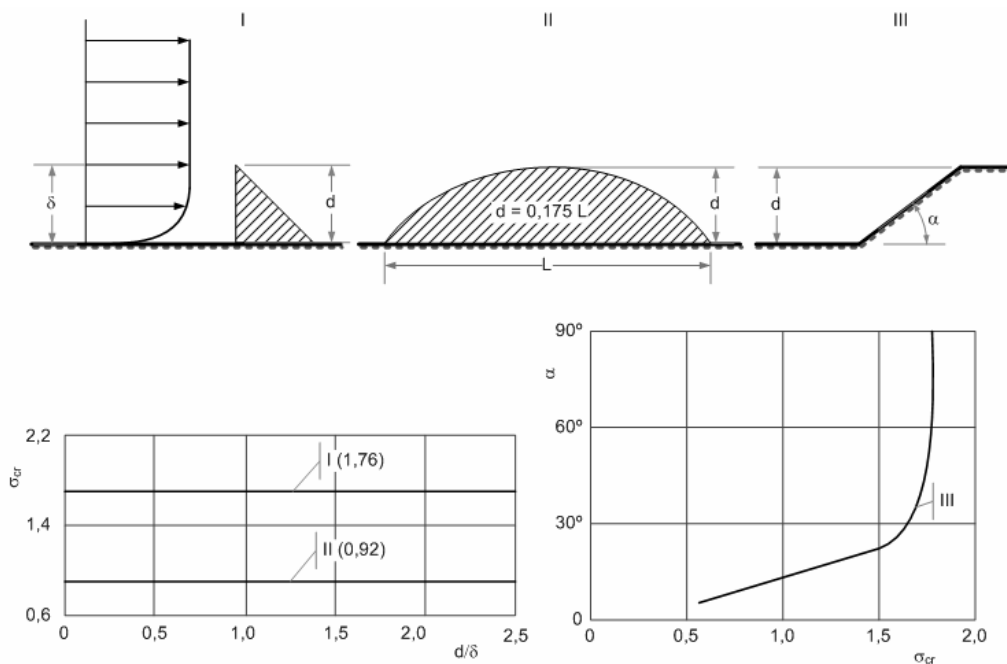 I II III
δ d d d α
d = 0,175 L
L
2,2
1,4
0,6
σcr
I (1,76)
II (0,92)
0 0,5 1,0 1,5 2,0 2,5
d/δ
90º
60º
30º
0
α
III
0 0,5 1,0 1,5 2,0
σcr